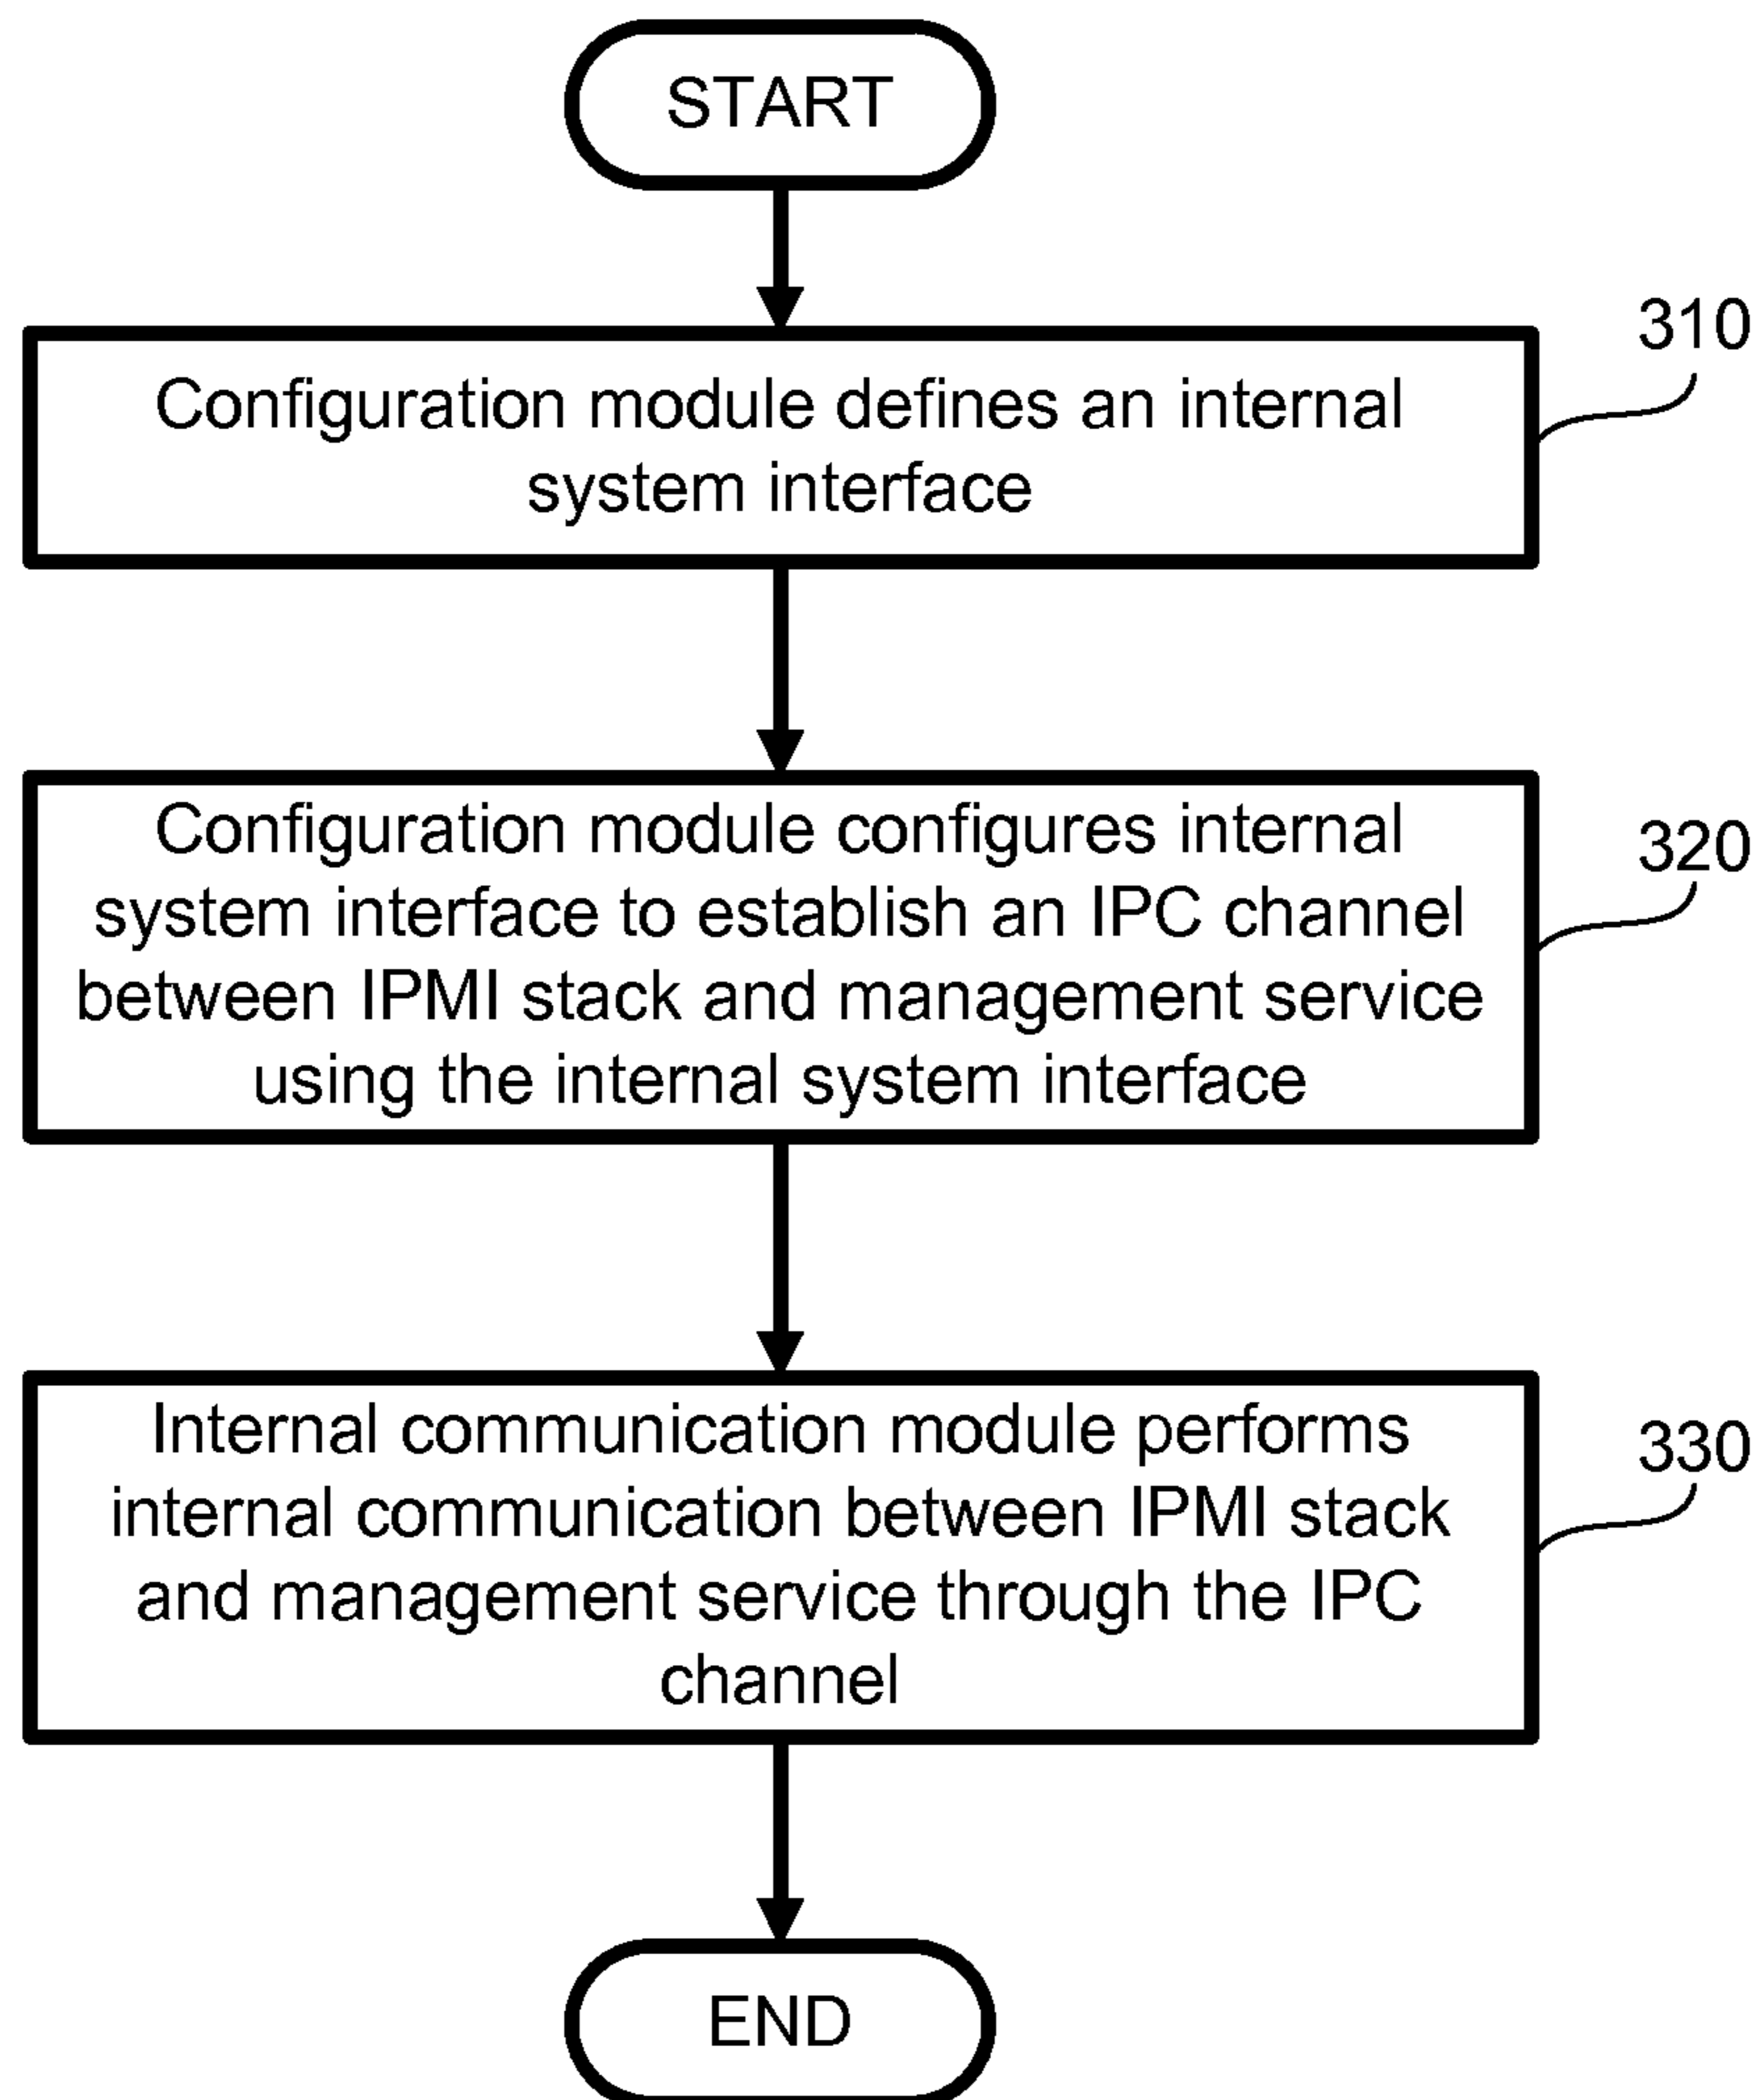 START
310
Configuration module defines an internal
system interface
320
Configuration module configures internal
system interface to establish an IPC channel
between IPMI stack and management service
using the internal system interface
330
Internal communication module performs
internal communication between IPMI stack
and management service through the IPC
channel
END